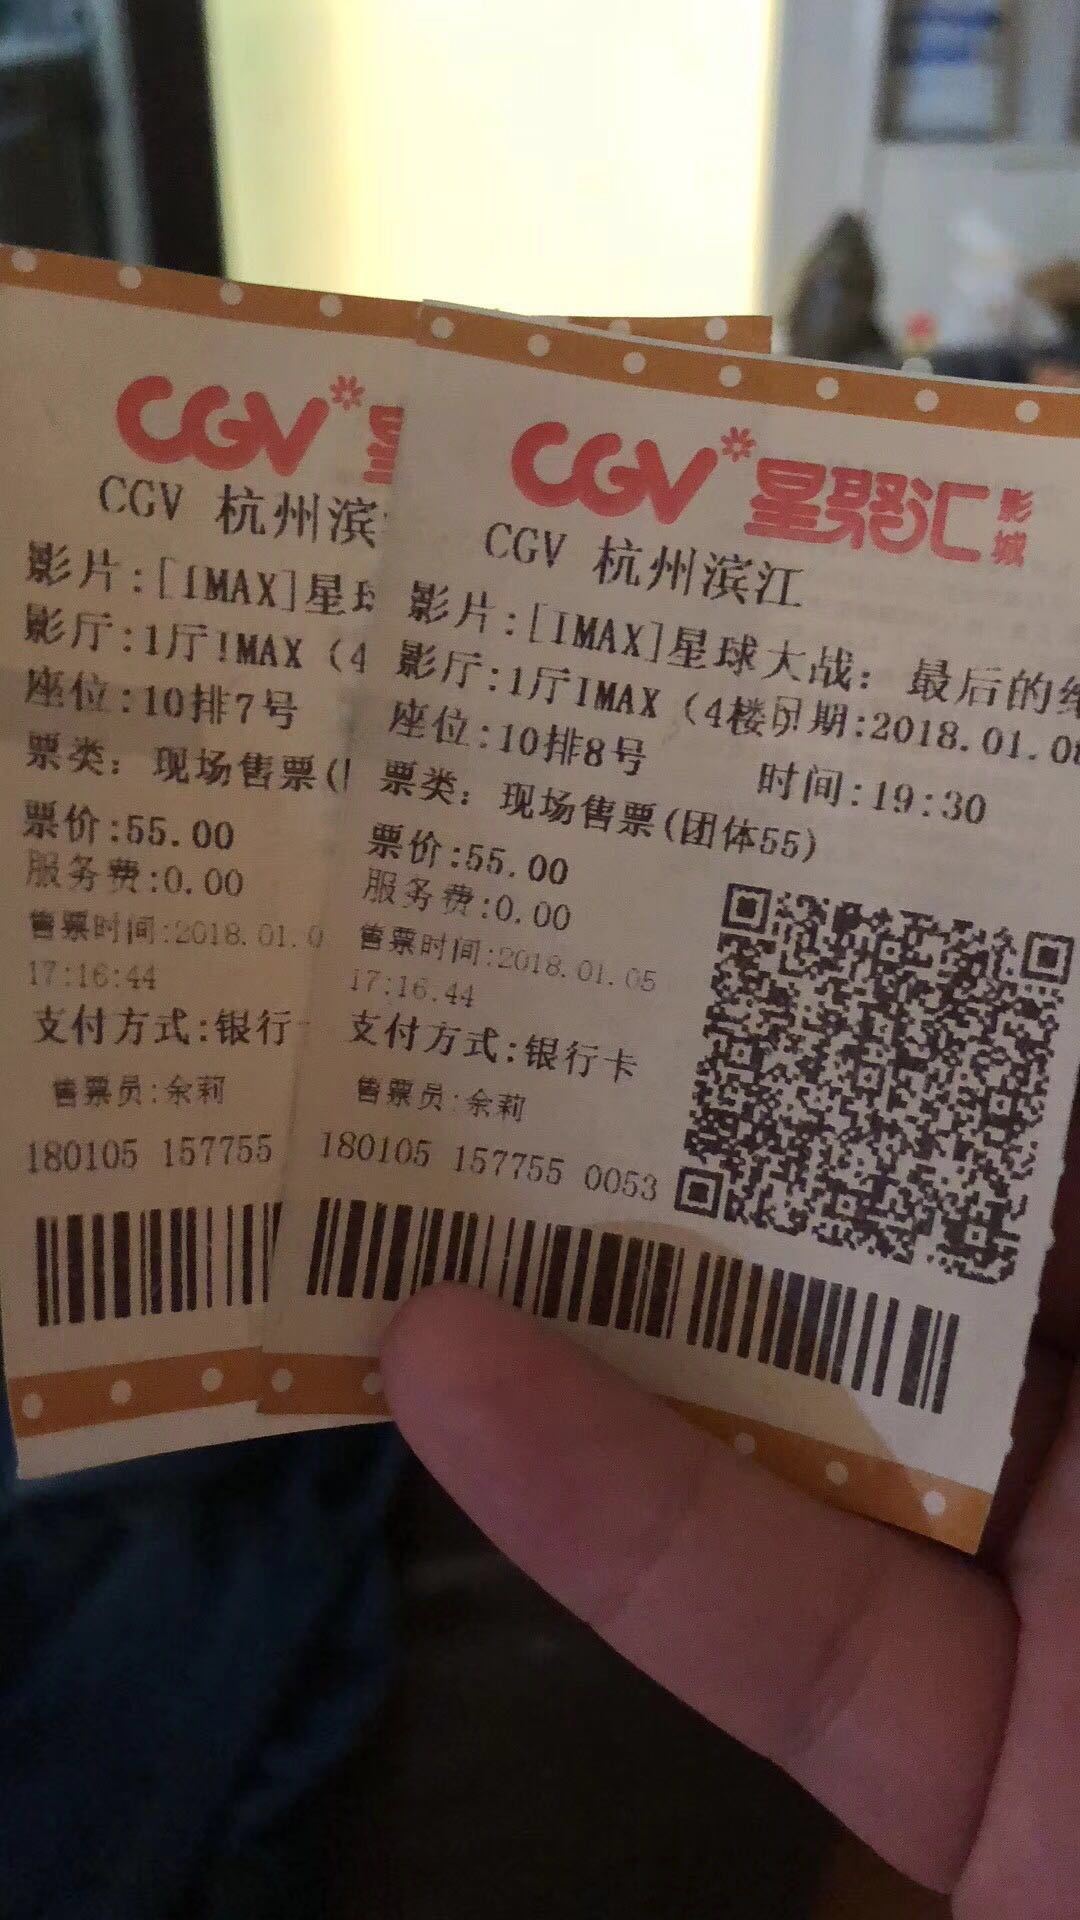 CGV
CGV 杭州滨
影片:[IMAX]星球
影厅:1厅IMAX (4
座位:10排7号
票类: 现场售票(
票价:55.00
服务费:0.00
售票时间:2018.01.0
17:16:44
支付方式:银行
售票员:余莉
180105 157755
CGV 星聚汇 影城
CGV 杭州滨江
影片:[IMAX]星球大战: 最后的
影厅:1厅IMAX (4楼 期:2018.01.0
座位:10排8号 时间:19:30
票类: 现场售票(团体55)
票价:55.00
服务费:0.00
售票时间:2018.01.05
17:16:44
支付方式:银行卡
售票员:余莉
180105 157755 0053